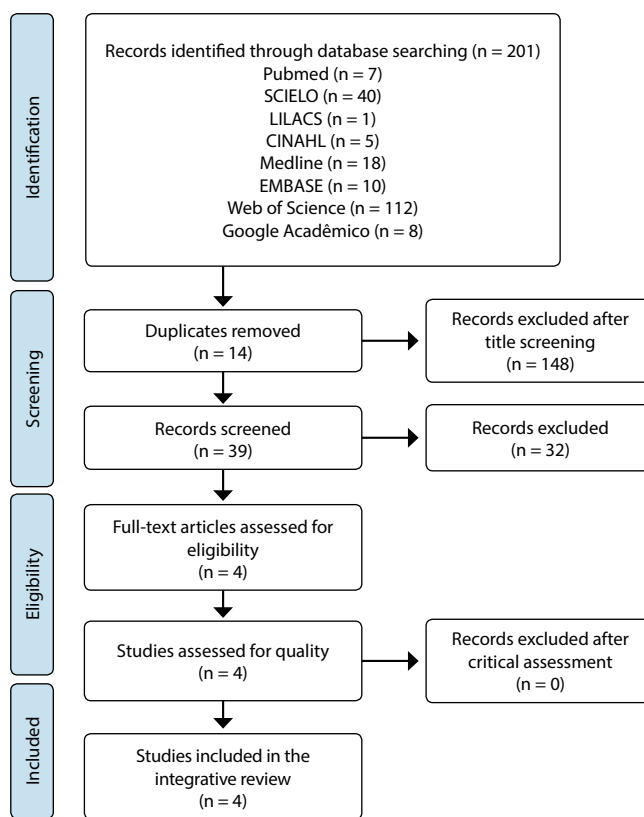 Identification
Records identified through database searching (n = 201)
Pubmed (n = 7)
SCIELO (n = 40)
LILACS (n = 1)
CINAHL (n = 5)
Medline (n = 18)
EMBASE (n = 10)
Web of Science (n = 112)
Google Acadêmico (n = 8)
Screening
Duplicates removed
(n = 14)
Records excluded after
title screening
(n = 148)
Records screened
(n = 39)
Records excluded
(n = 32)
Eligibility
Full-text articles assessed for
eligibility
(n = 4)
Studies assessed for quality
(n = 4)
Records excluded after
critical assessment
(n = 0)
Included
Studies included in the
integrative review
(n = 4)